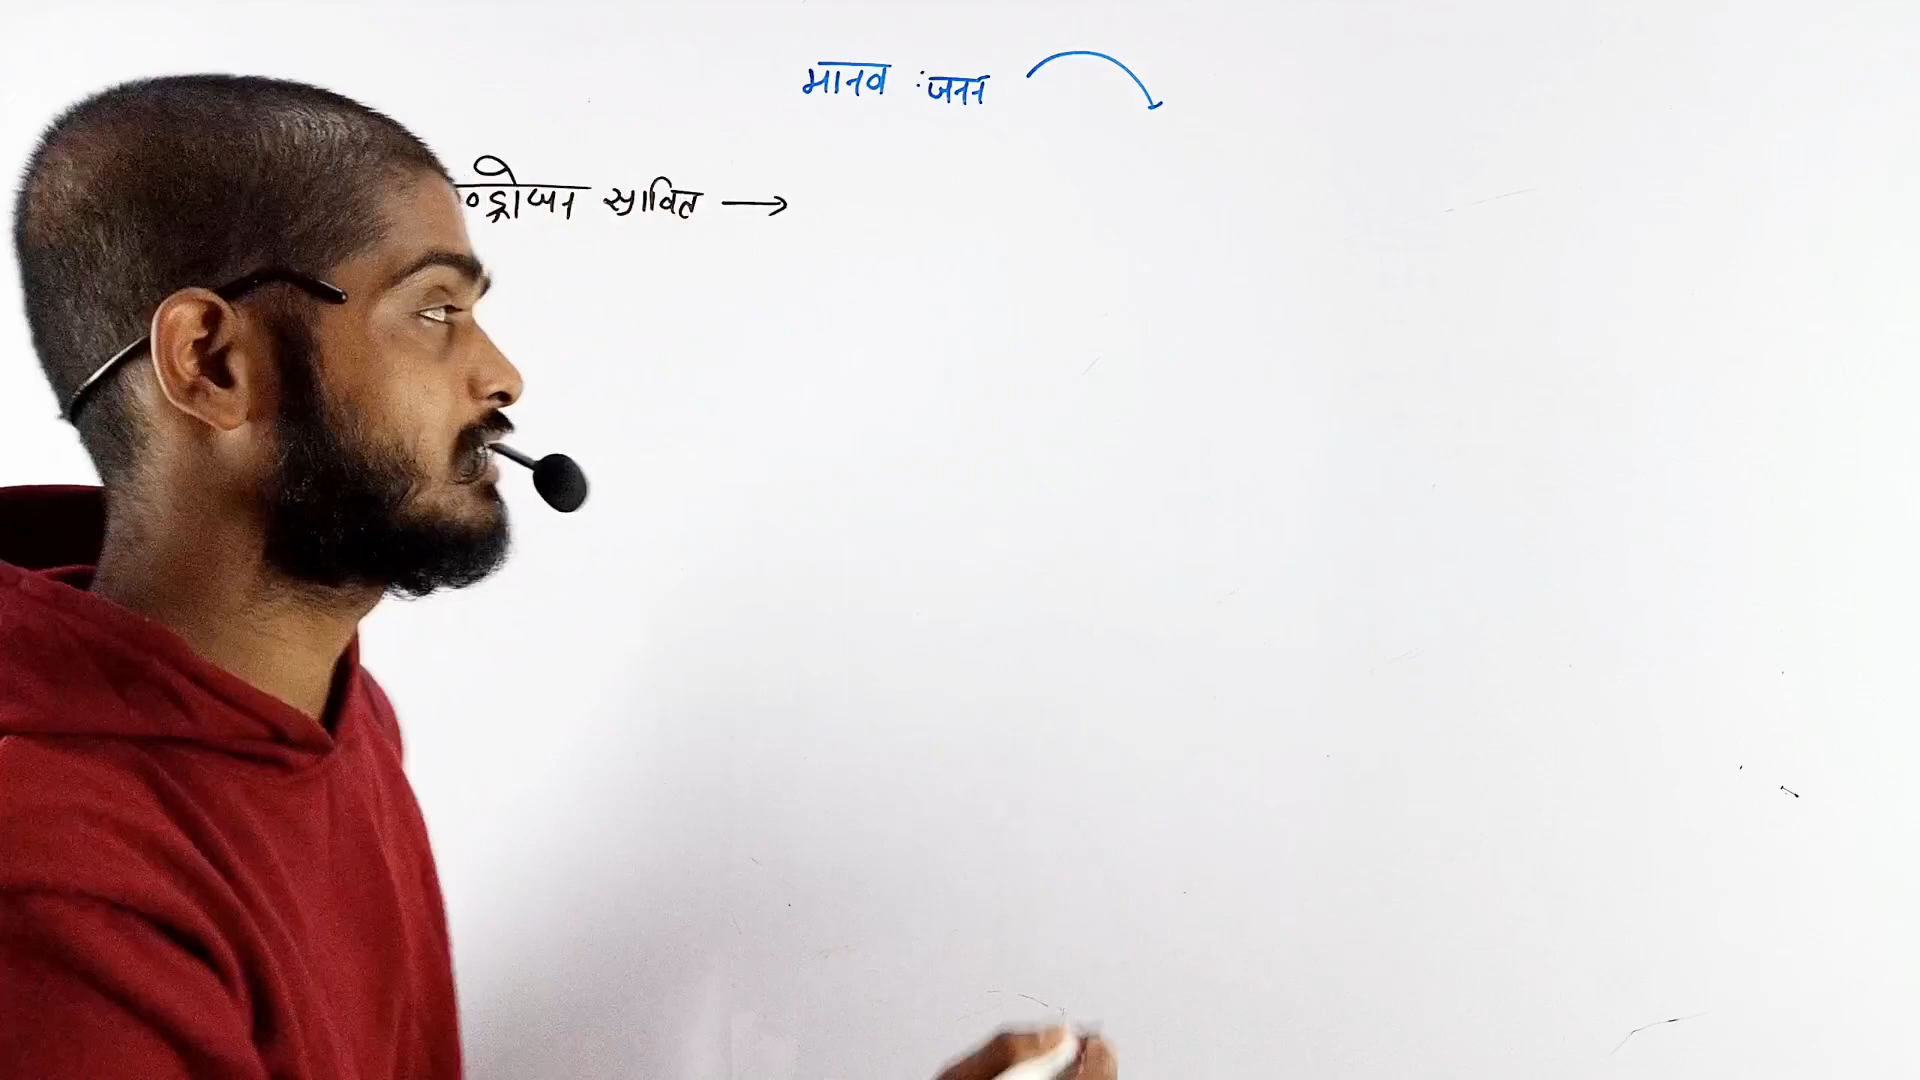 मानव :जनन
ण्ड्रोजन स्रावित →